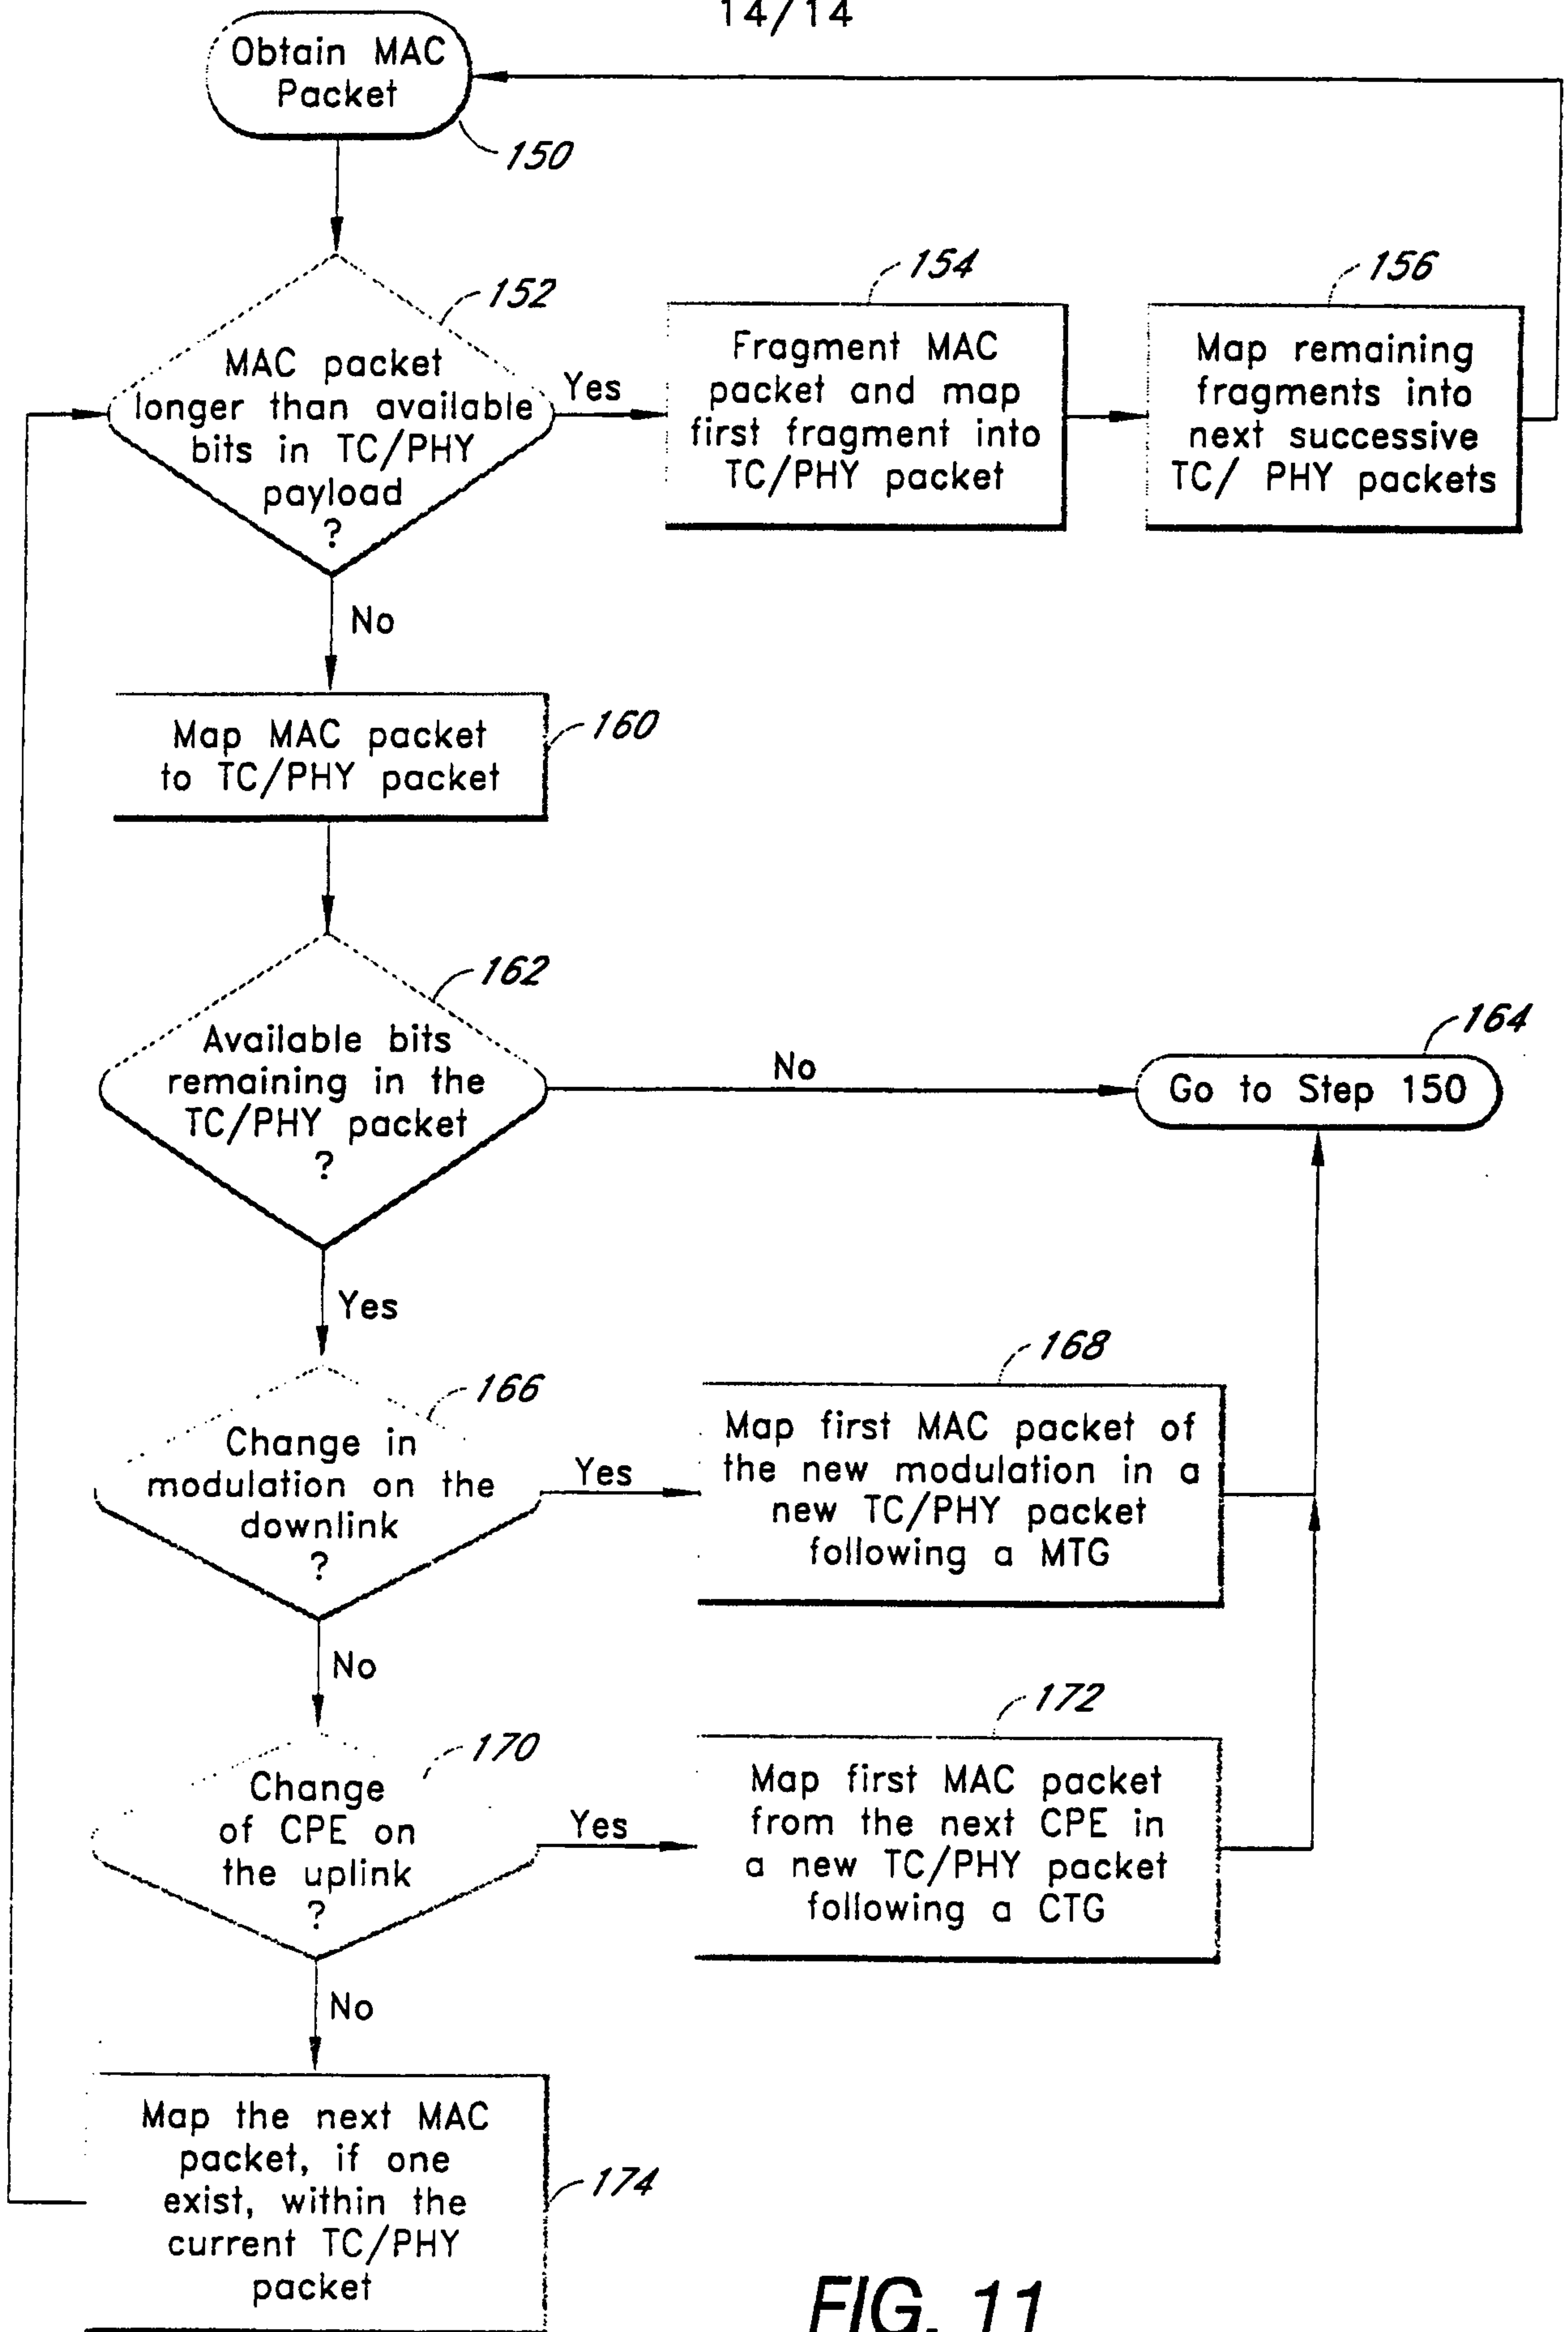 14/14
Obtain MAC
Packet
150
152
MAC packet
longer than available
bits in TC/PHY
payload
?
Yes
154
Fragment MAC
packet and map
first fragment into
TC/PHY packet
156
Map remaining
fragments into
next successive
TC/ PHY packets
No
Map MAC packet
to TC/PHY packet
160
162
Available bits
remaining in the
TC/PHY packet
?
No
164
Go to Step 150
Yes
166
Change in
modulation on the
downlink
?
Yes
168
Map first MAC packet of
the new modulation in a
new TC/PHY packet
following a MTG
No
170
Change
of CPE on
the uplink
?
Yes
172
Map first MAC packet
from the next CPE in
a new TC/PHY packet
following a CTG
No
Map the next MAC
packet, if one
exist, within the
current TC/PHY
packet
174
FIG. 11